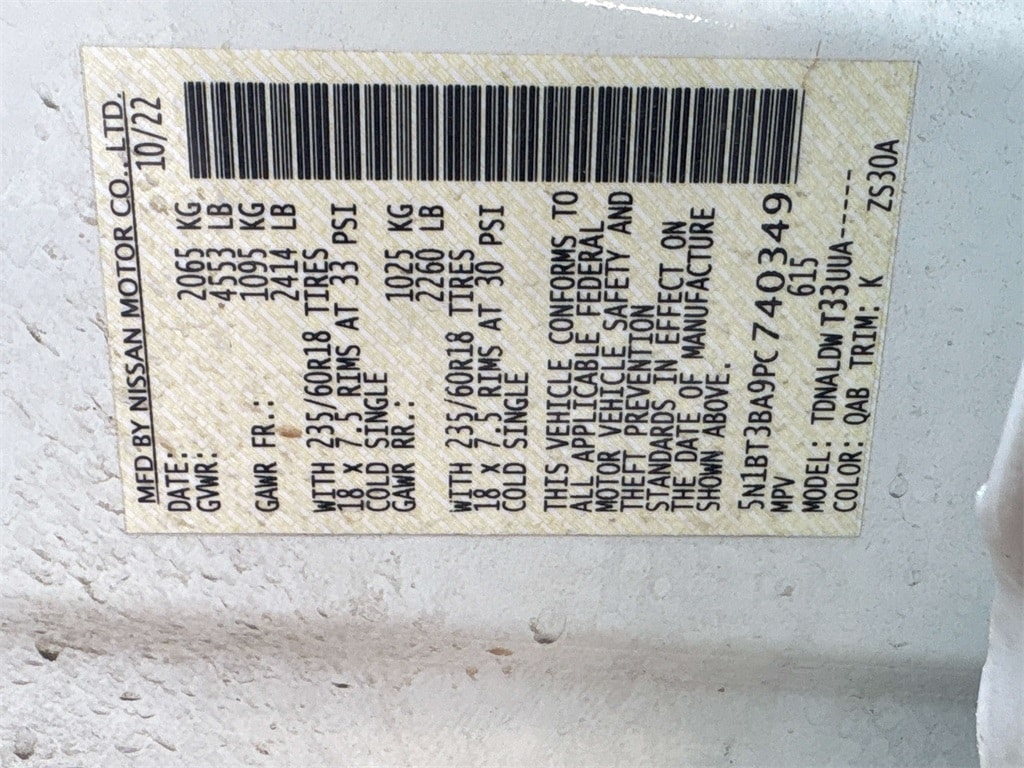 MFD BY NISSAN MOTOR CO., LTD.
DATE: 10/22
GVWR: 2065 KG
4553 LB
GAWR FR.: 1095 KG
2414 LB
WITH 235/60R18 TIRES
18 X 7.5 RIMS AT 33 PSI
COLD SINGLE
GAWR RR.: 1025 KG
2260 LB
WITH 235/60R18 TIRES
18 X 7.5 RIMS AT 30 PSI
COLD SINGLE
THIS VEHICLE CONFORMS TO
ALL APPLICABLE FEDERAL
MOTOR VEHICLE SAFETY AND
THEFT PREVENTION
STANDARDS IN EFFECT ON
THE DATE OF MANUFACTURE
SHOWN ABOVE.
5N1BT3BA9PC740349
MPV 615
MODEL: TDNALDWT33UUA-----
COLOR: QAB TRIM: K ZS30A